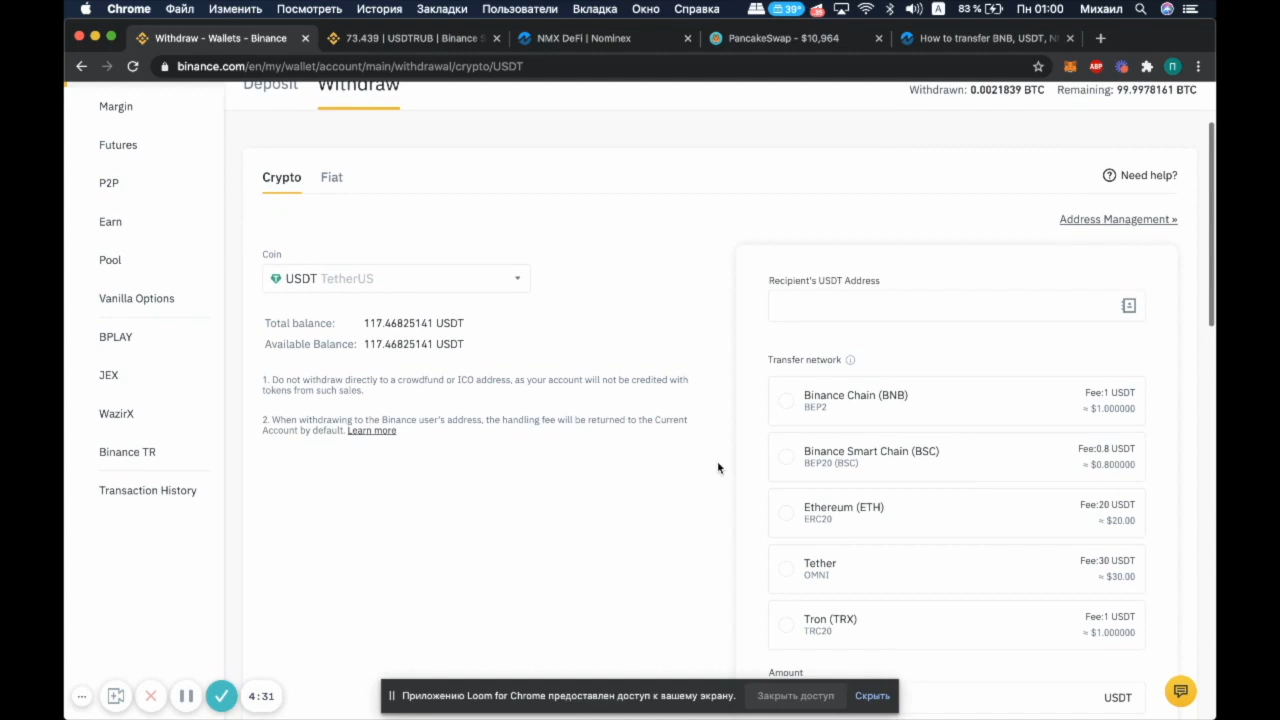 Chrome Файл Изменить Посмотреть История Закладки Пользователи Вкладка Окно Справка 39° A 83 % Пн 01:00 Михаил
Withdraw - Wallets - Binance 73.439 | USDTRUB | Binance S NMX DeFi | Nominex PancakeSwap - $10,964 How to transfer BNB, USDT, N
binance.com/en/my/wallet/account/main/withdrawal/crypto/USDT ABP П
Deposit Withdraw Withdrawn: 0.0021839 BTC Remaining: 99.9978161 BTC
Margin
Futures
P2P
Earn
Pool
Vanilla Options
BPLAY
JEX
WazirX
Binance TR
Transaction History
Crypto Fiat Need help?
Address Management »
Coin
USDT TetherUS
Total balance: 117.46825141 USDT
Available Balance: 117.46825141 USDT
1. Do not withdraw directly to a crowdfund or ICO address, as your account will not be credited with
tokens from such sales.
2. When withdrawing to the Binance user's address, the handling fee will be returned to the Current
Account by default. Learn more
Recipient's USDT Address
Transfer network
Binance Chain (BNB) Fee:1 USDT
BEP2 ≈ $1.000000
Binance Smart Chain (BSC) Fee:0.8 USDT
BEP20 (BSC) ≈ $0.800000
Ethereum (ETH) Fee:20 USDT
ERC20 ≈ $20.00
Tether Fee:30 USDT
OMNI ≈ $30.00
Tron (TRX) Fee:1 USDT
TRC20 ≈ $1.000000
Amount
USDT
4:31
Приложению Loom for Chrome предоставлен доступ к вашему экрану. Закрыть доступ Скрыть